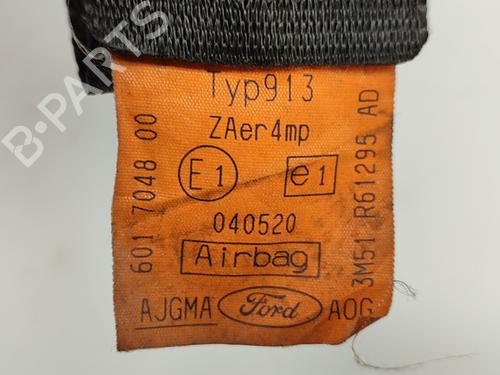 Typ913
ZAer4mp
E1 e1
040520
Airbag
AJGMA Ford AOG
601 7048 00
3M51 R61295 AD
B-PARTS